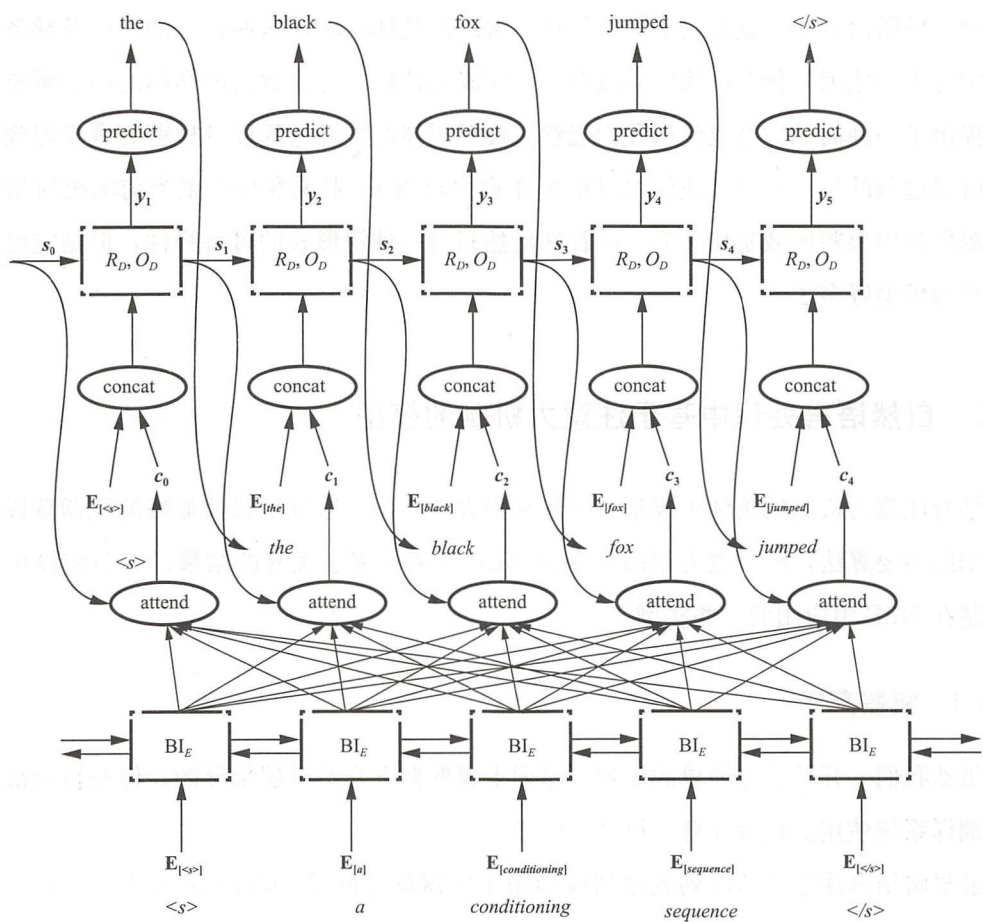 the black fox jumped </s>
predict predict predict predict predict
y1 y2 y3 y4 y5
s0 s1 s2 s3 s4
RD, OD RD, OD RD, OD RD, OD RD, OD
concat concat concat concat concat
c0 c1 c2 c3 c4
E[<s>] E[the] E[black] E[fox] E[jumped]
<s> the black fox jumped
attend attend attend attend attend
BIE BIE BIE BIE BIE
E[<s>] E[a] E[conditioning] E[sequence] E[</s>]
<s> a conditioning sequence </s>